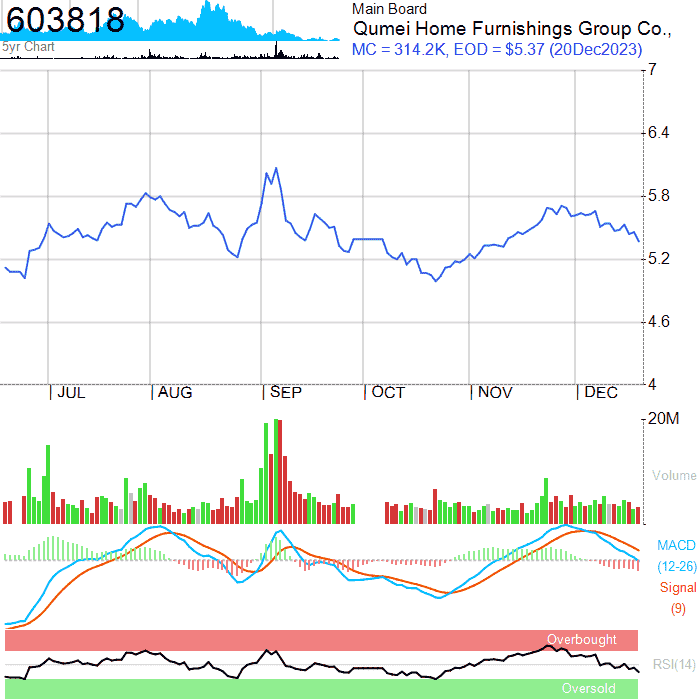 603818
5yr Chart
Main Board
Qumei Home Furnishings Group Co.,
MC = 314.2K, EOD = $5.37 (20Dec2023)
7
6.4
5.8
5.2
4.6
4
JUL AUG SEP OCT NOV DEC
20M
Volume
MACD
(12-26)
Signal
(9)
Overbought
RSI(14)
Oversold